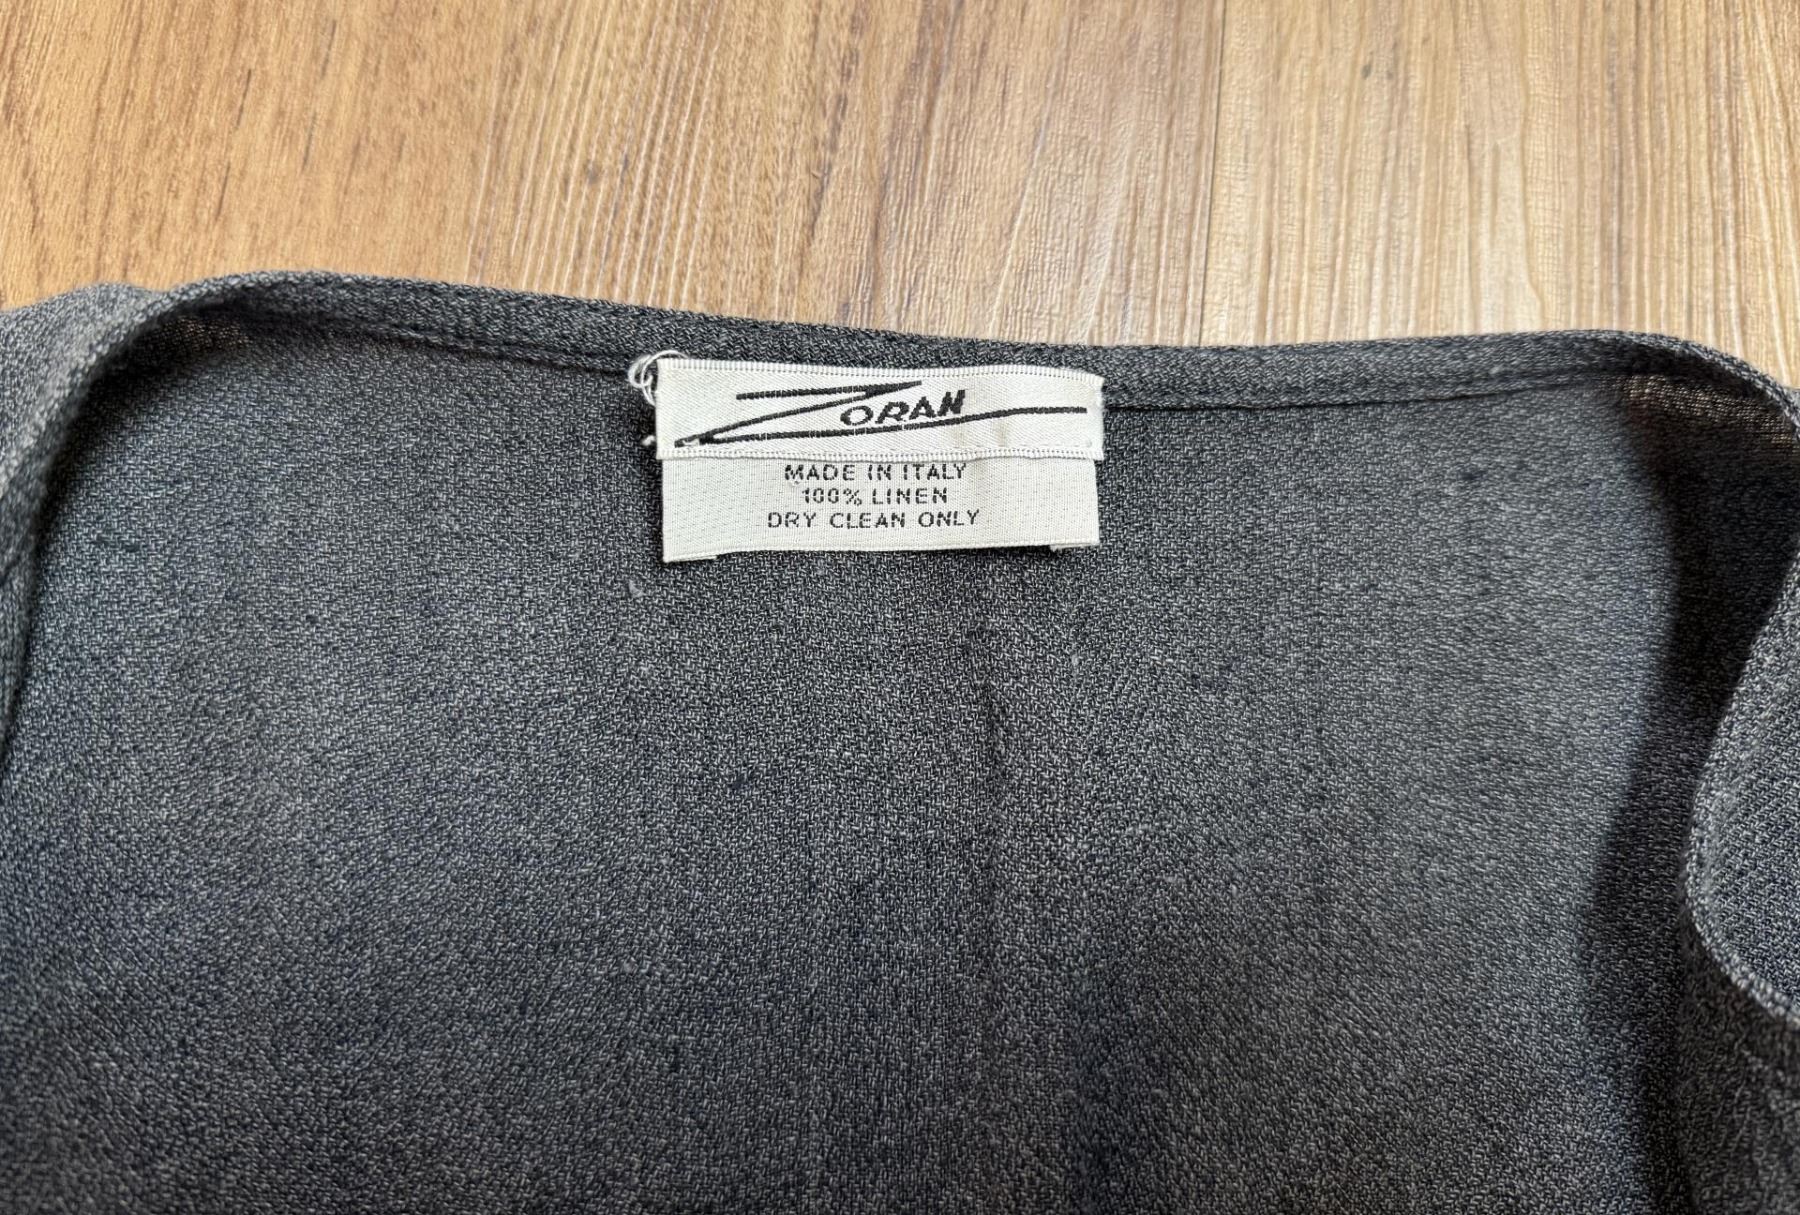 ZORAN
MADE IN ITALY
100% LINEN
DRY CLEAN ONLY